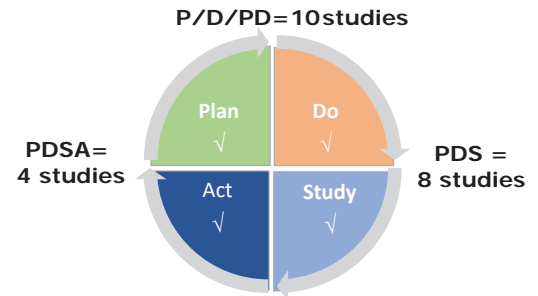 P/D/PD=10studies
Plan
√
Do
√
PDSA=
4 studies
PDS =
8 studies
Act
√
Study
√